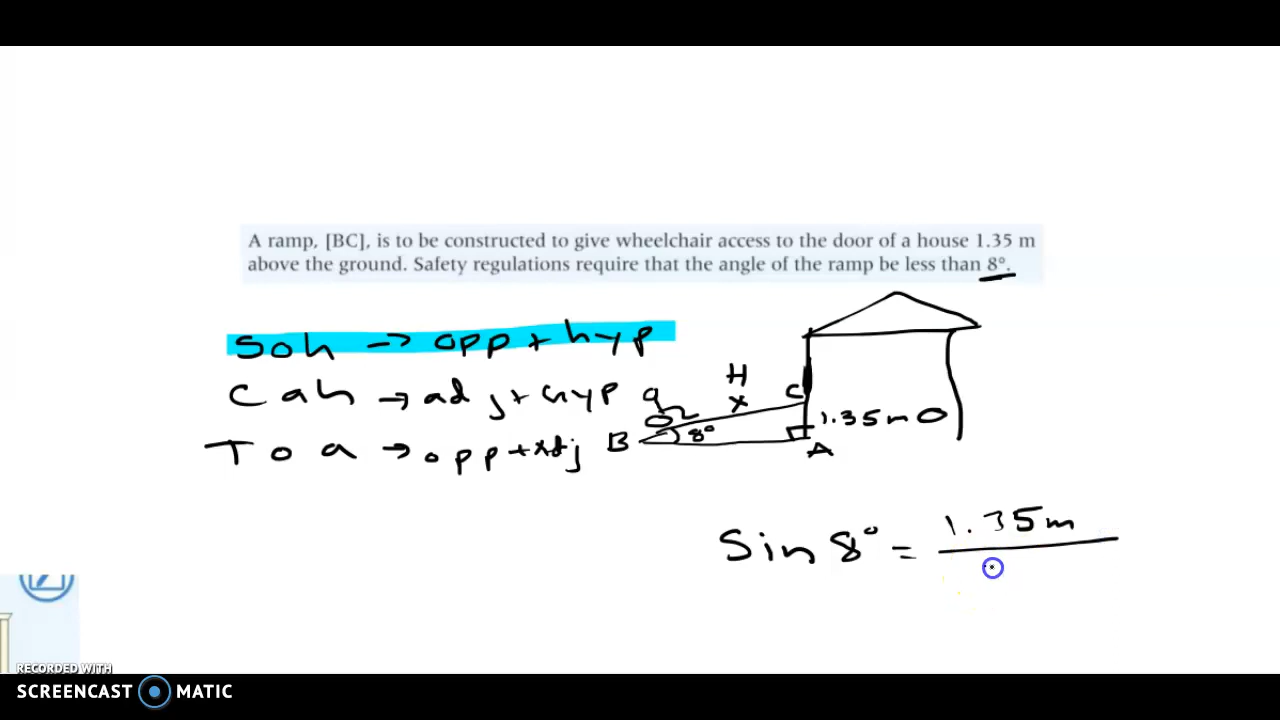 A ramp, [BC], is to be constructed to give wheelchair access to the door of a house 1.35 m
above the ground. Safety regulations require that the angle of the ramp be less than 8°.
Soh → opp + hyp
Cah → adj + hyp
Toa → opp + adj
H
x
C
B
8°
1.35m O
A
Sin 8° = 1.35m
RECORDED WITH
SCREENCAST MATIC